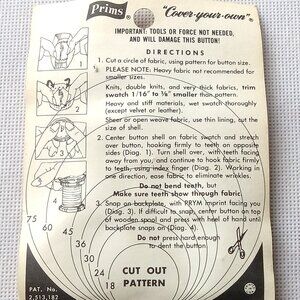 Prims
"Cover-your-own"®
IMPORTANT: TOOLS OR FORCE NOT NEEDED,
AND WILL DAMAGE THIS BUTTON!
DIRECTIONS
1. Cut a circle of fabric, using pattern for button size.
PLEASE NOTE: Heavy fabric not recommended for
smaller sizes.
Knits, double knits, and very thick fabrics, trim
swatch 1/16" to 1/8" smaller than pattern.
Heavy and stiff materials, wet swatch thoroughly
(except velvet or leather).
Sheer or open weave fabric, use thin lining, cut the
size of shell.
2. Center button shell on fabric swatch and stretch
over button, hooking firmly to teeth on opposite
sides (Diag. 1). Turn shell over, with teeth facing
away from you, and continue to hook fabric firmly
to teeth, using index finger (Diag. 2). Working in
one direction, ease fabric to eliminate wrinkles.
Do not bend teeth, but
Make sure teeth show through fabric.
3. Snap on backplate, with PRYM imprint facing you
(Diag. 3). If difficult to snap, center button on top
of wooden spool and press with heel of hand until
backplate snaps on (Diag. 4).
Do not press hard enough
to dent the button.
1
2
3
4
75
60
45
36
30
24
18
CUT OUT
PATTERN
PAT. No.
2,513,182